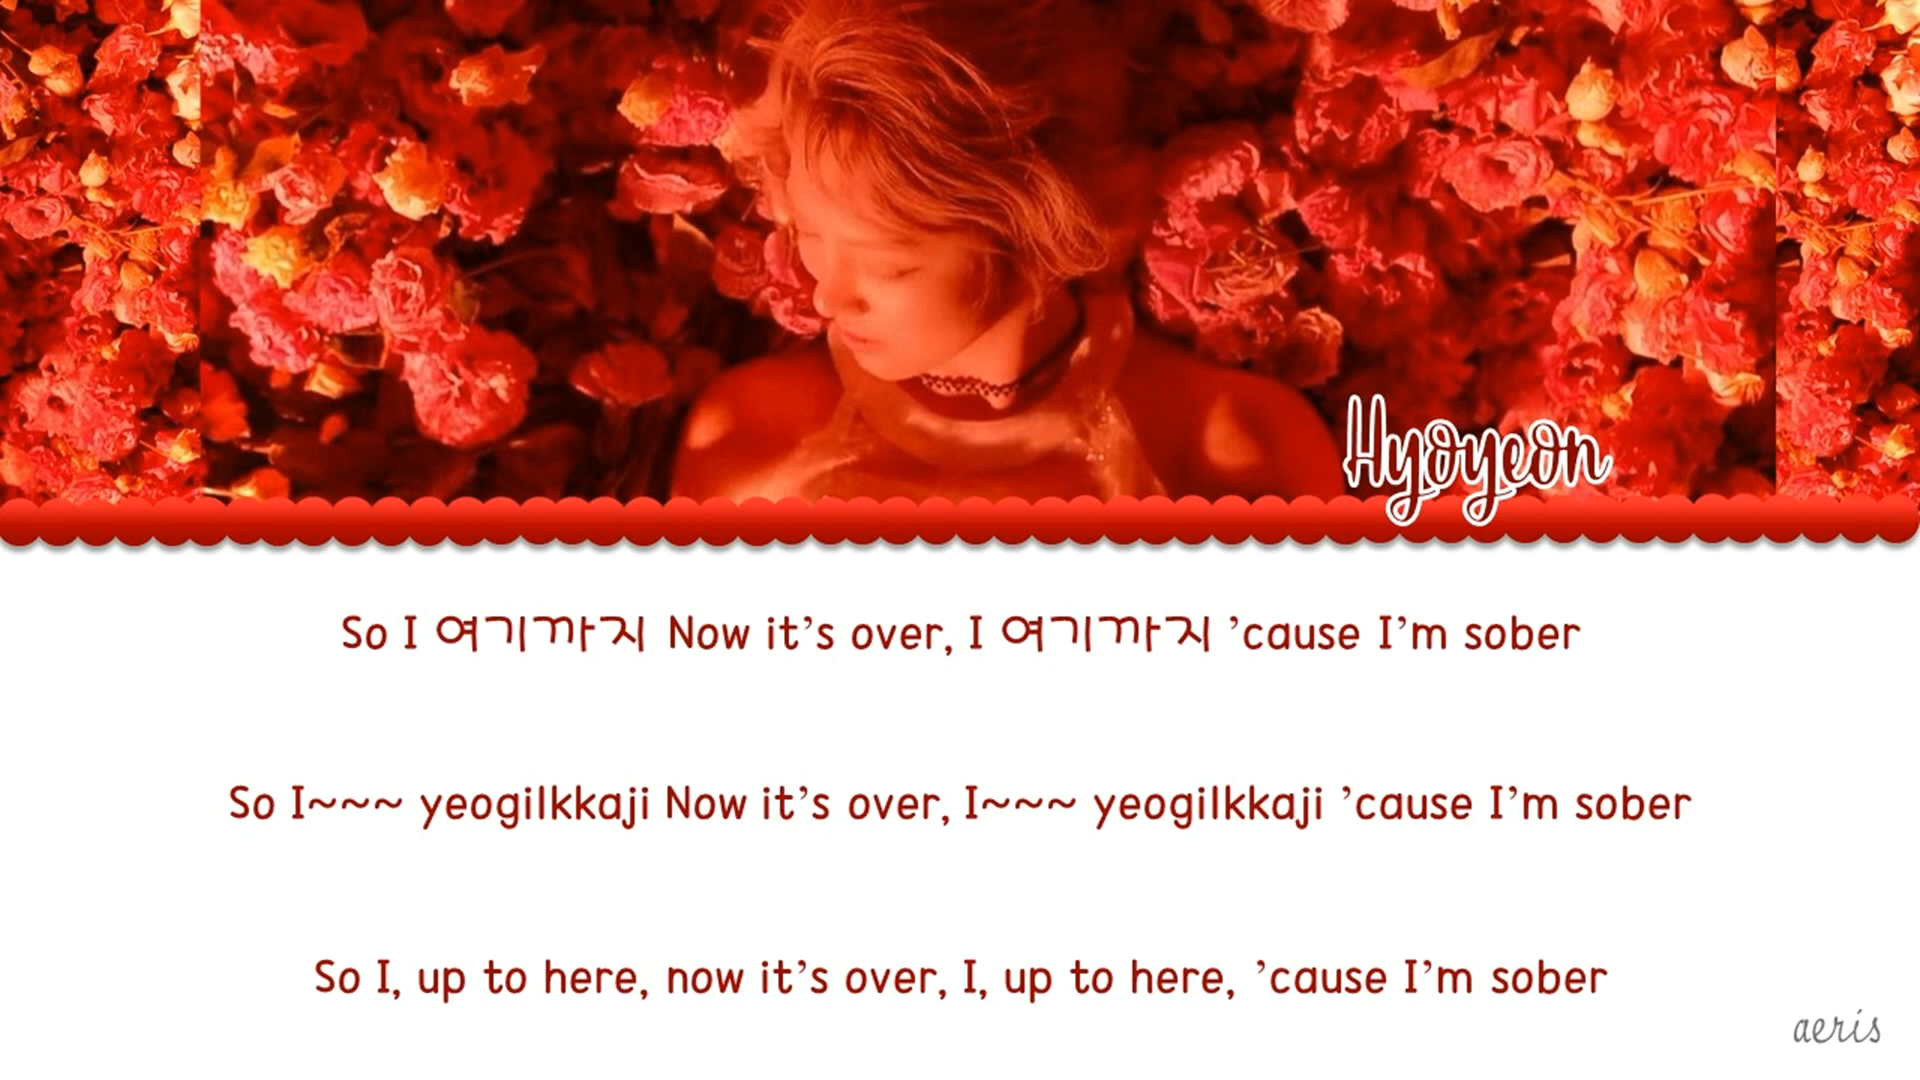 Hyoyeon
So I 여기까지 Now it's over, I 여기까지 'cause I'm sober
So I~~~ yeogilkkaji Now it's over, I~~~ yeogilkkaji 'cause I'm sober
So I, up to here, now it's over, I, up to here, 'cause I'm sober
aeris